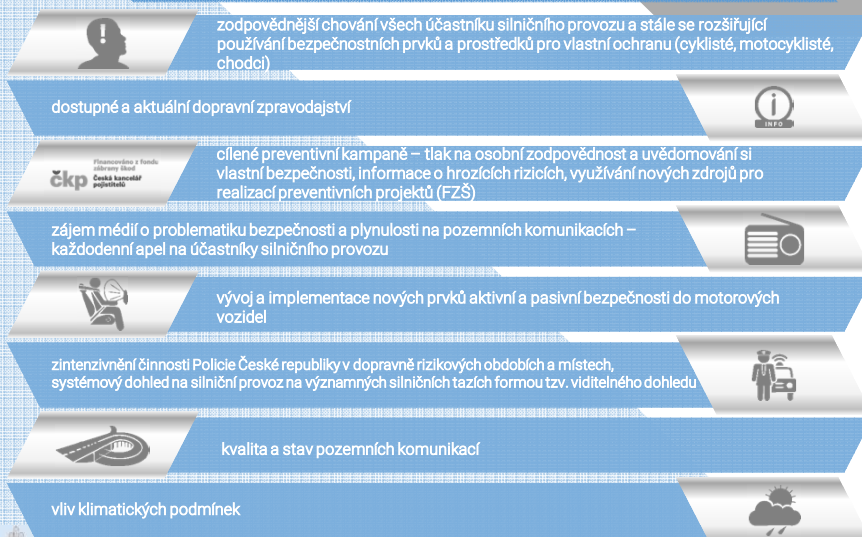 zodpovědnější chování všech účastníku silničního provozu a stále se rozšiřující
používání bezpečnostních prvků a prostředků pro vlastní ochranu (cyklisté, motocyklisté,
chodci)
dostupné a aktuální dopravní zpravodajství
INFO
čkp
Financováno z fondu
zábrany škod
Česká kancelář
pojistitelů
cílené preventivní kampaně – tlak na osobní zodpovědnost a uvědomování si
vlastní bezpečnosti, informace o hrozících rizicích, využívání nových zdrojů pro
realizací preventivních projektů (FZŠ)
zájem médií o problematiku bezpečnosti a plynulosti na pozemních komunikacích –
každodenní apel na účastníky silničního provozu
vývoj a implementace nových prvků aktivní a pasivní bezpečnosti do motorových
vozidel
zintenzivnění činnosti Policie České republiky v dopravně rizikových obdobích a místech,
systémový dohled na silniční provoz na významných silničních tazích formou tzv. viditelného dohledu
kvalita a stav pozemních komunikací
vliv klimatických podmínek